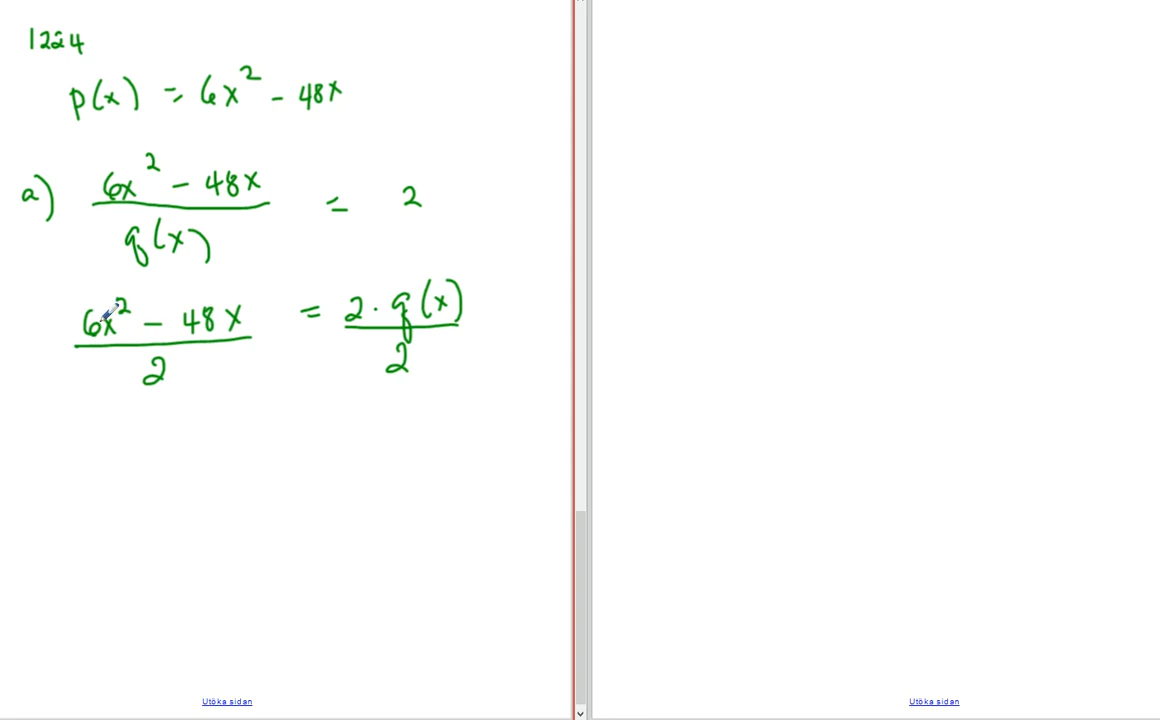 1224
p(x) = 6x² - 48x
a) (6x² - 48x) / q(x) = 2
(6x² - 48x) / 2 = (2 · q(x)) / 2
Utöka sidan
Utöka sidan